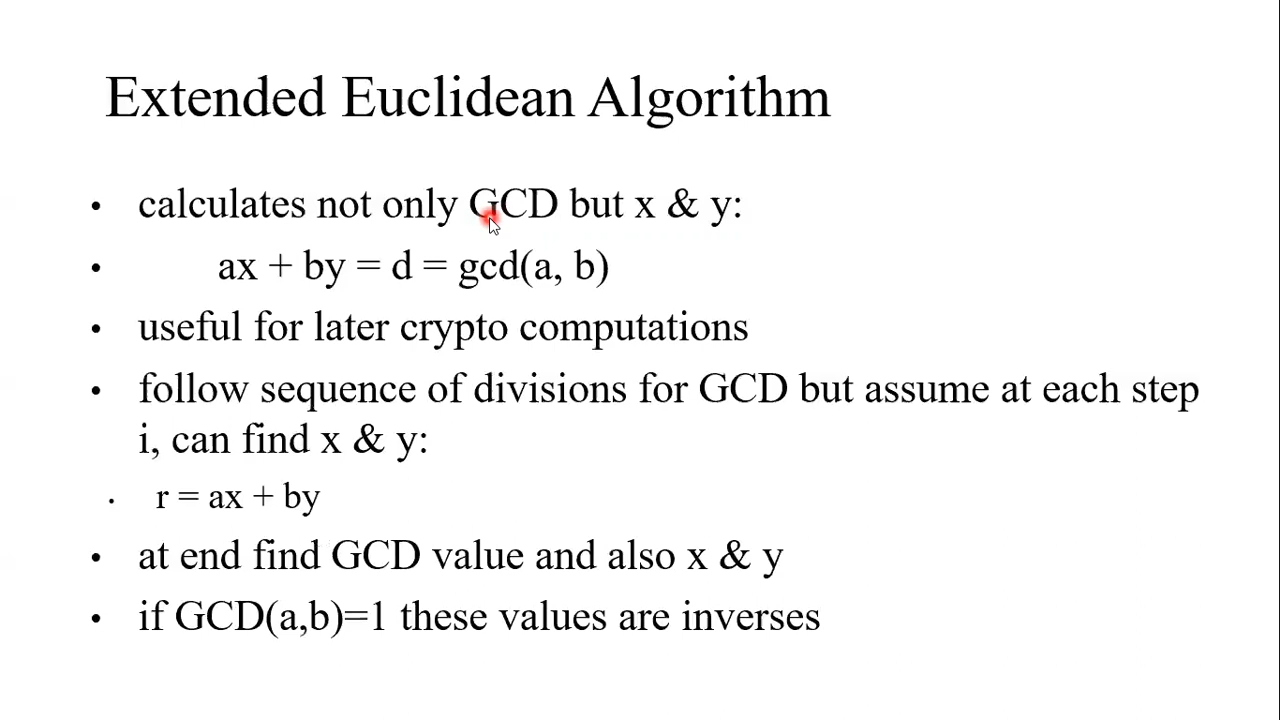 Extended Euclidean Algorithm
• calculates not only GCD but x & y:
• ax + by = d = gcd(a, b)
• useful for later crypto computations
• follow sequence of divisions for GCD but assume at each step
i, can find x & y:
• r = ax + by
• at end find GCD value and also x & y
• if GCD(a,b)=1 these values are inverses